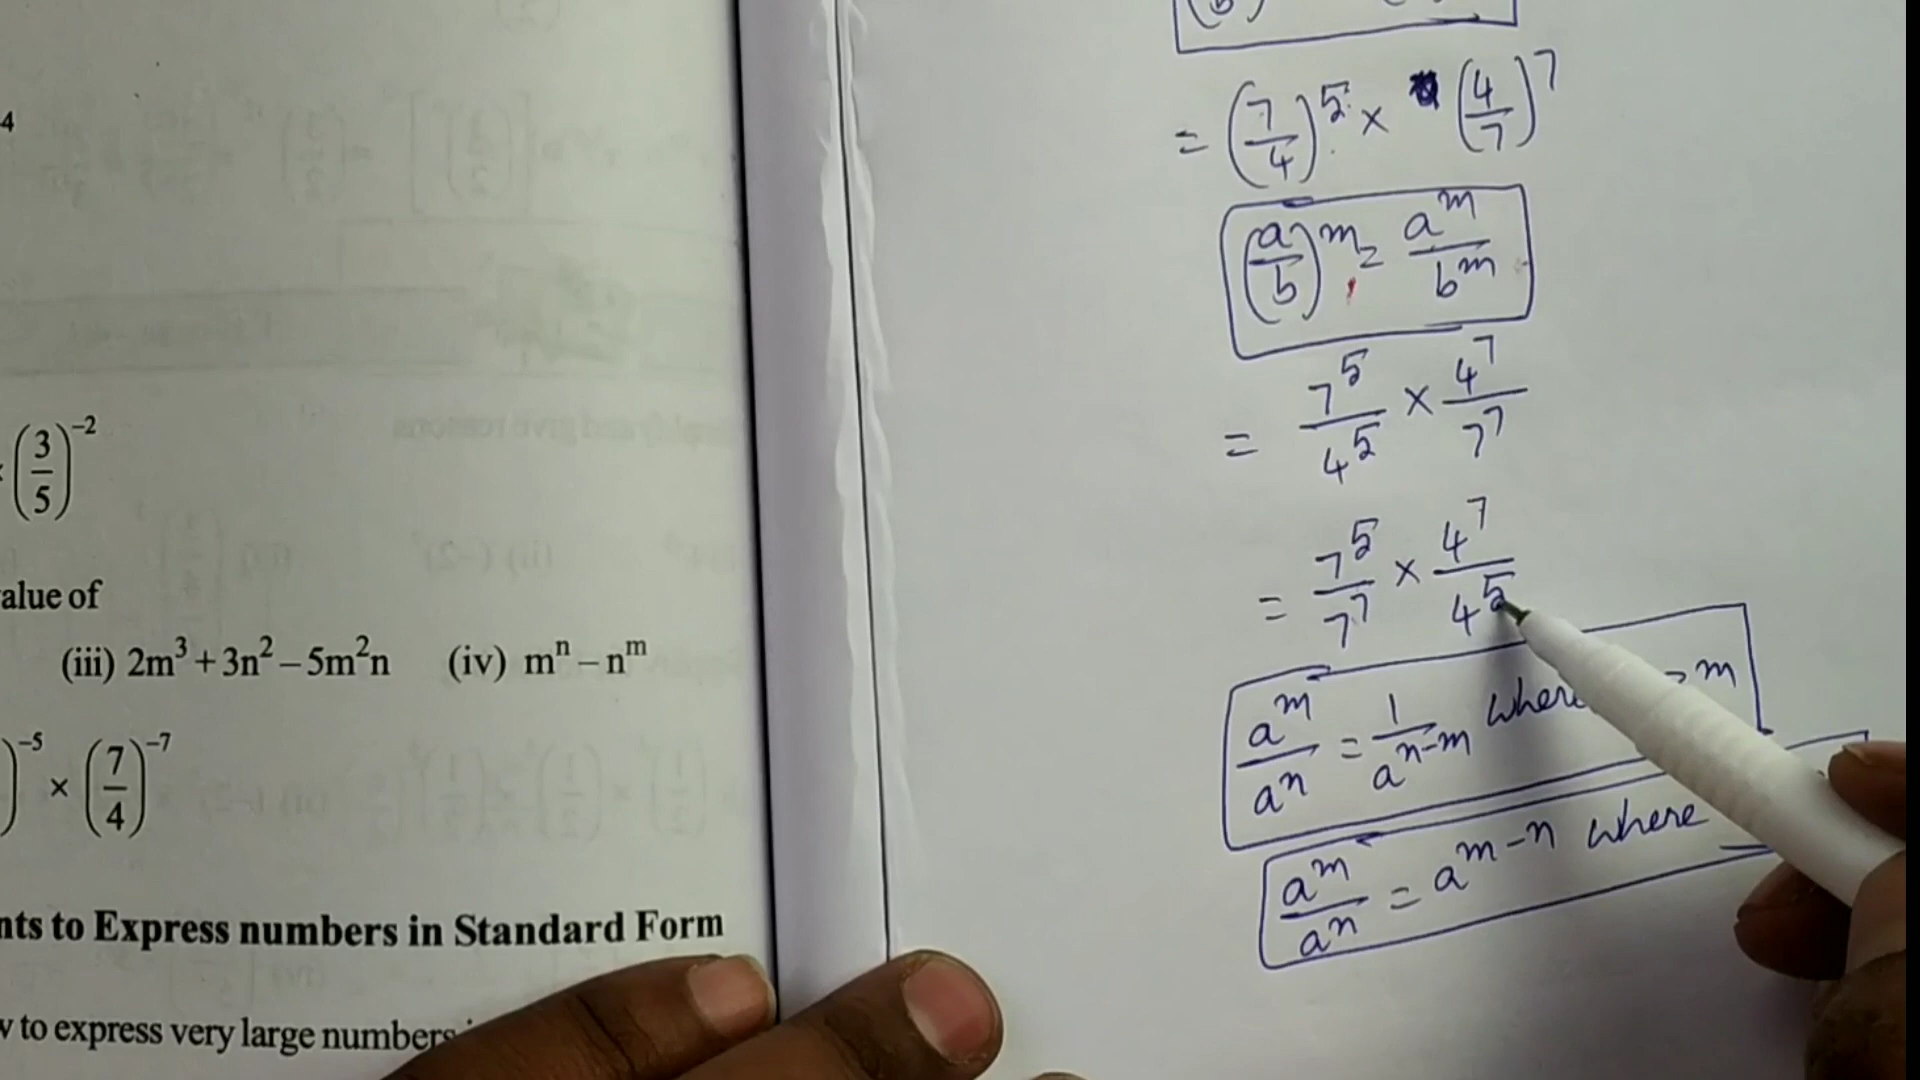 4
(3/5)^-2
alue of
(iii) 2m³ + 3n² – 5m²n (iv) mⁿ – nᵐ
)^-5 × (7/4)^-7
nts to Express numbers in Standard Form
to express very large numbers
= (7/4)^5 × (4/7)^7
(a/b)^m = a^m/b^m
= 7^5/4^5 × 4^7/7^7
= 7^5/7^7 × 4^7/4^5
a^m/a^n = 1/a^(n-m) where > m
a^m/a^n = a^(m-n) where